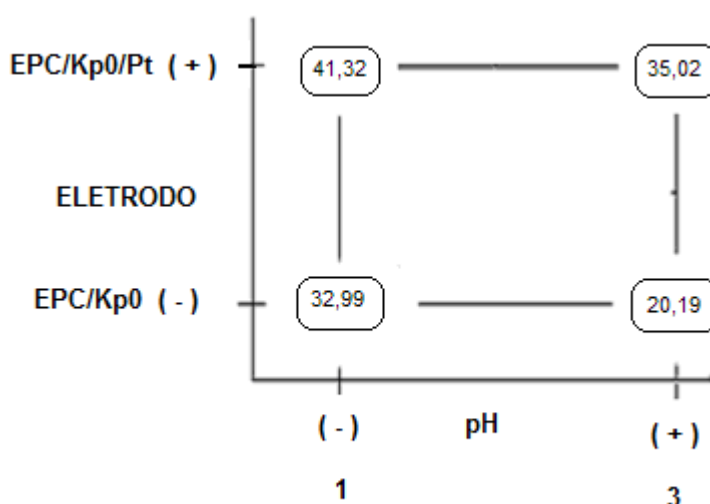 EPC/Kp0/Pt ( + )
41,32
35,02
ELETRODO
EPC/Kp0 ( - )
32,99
20,19
( - )
pH
( + )
1
3